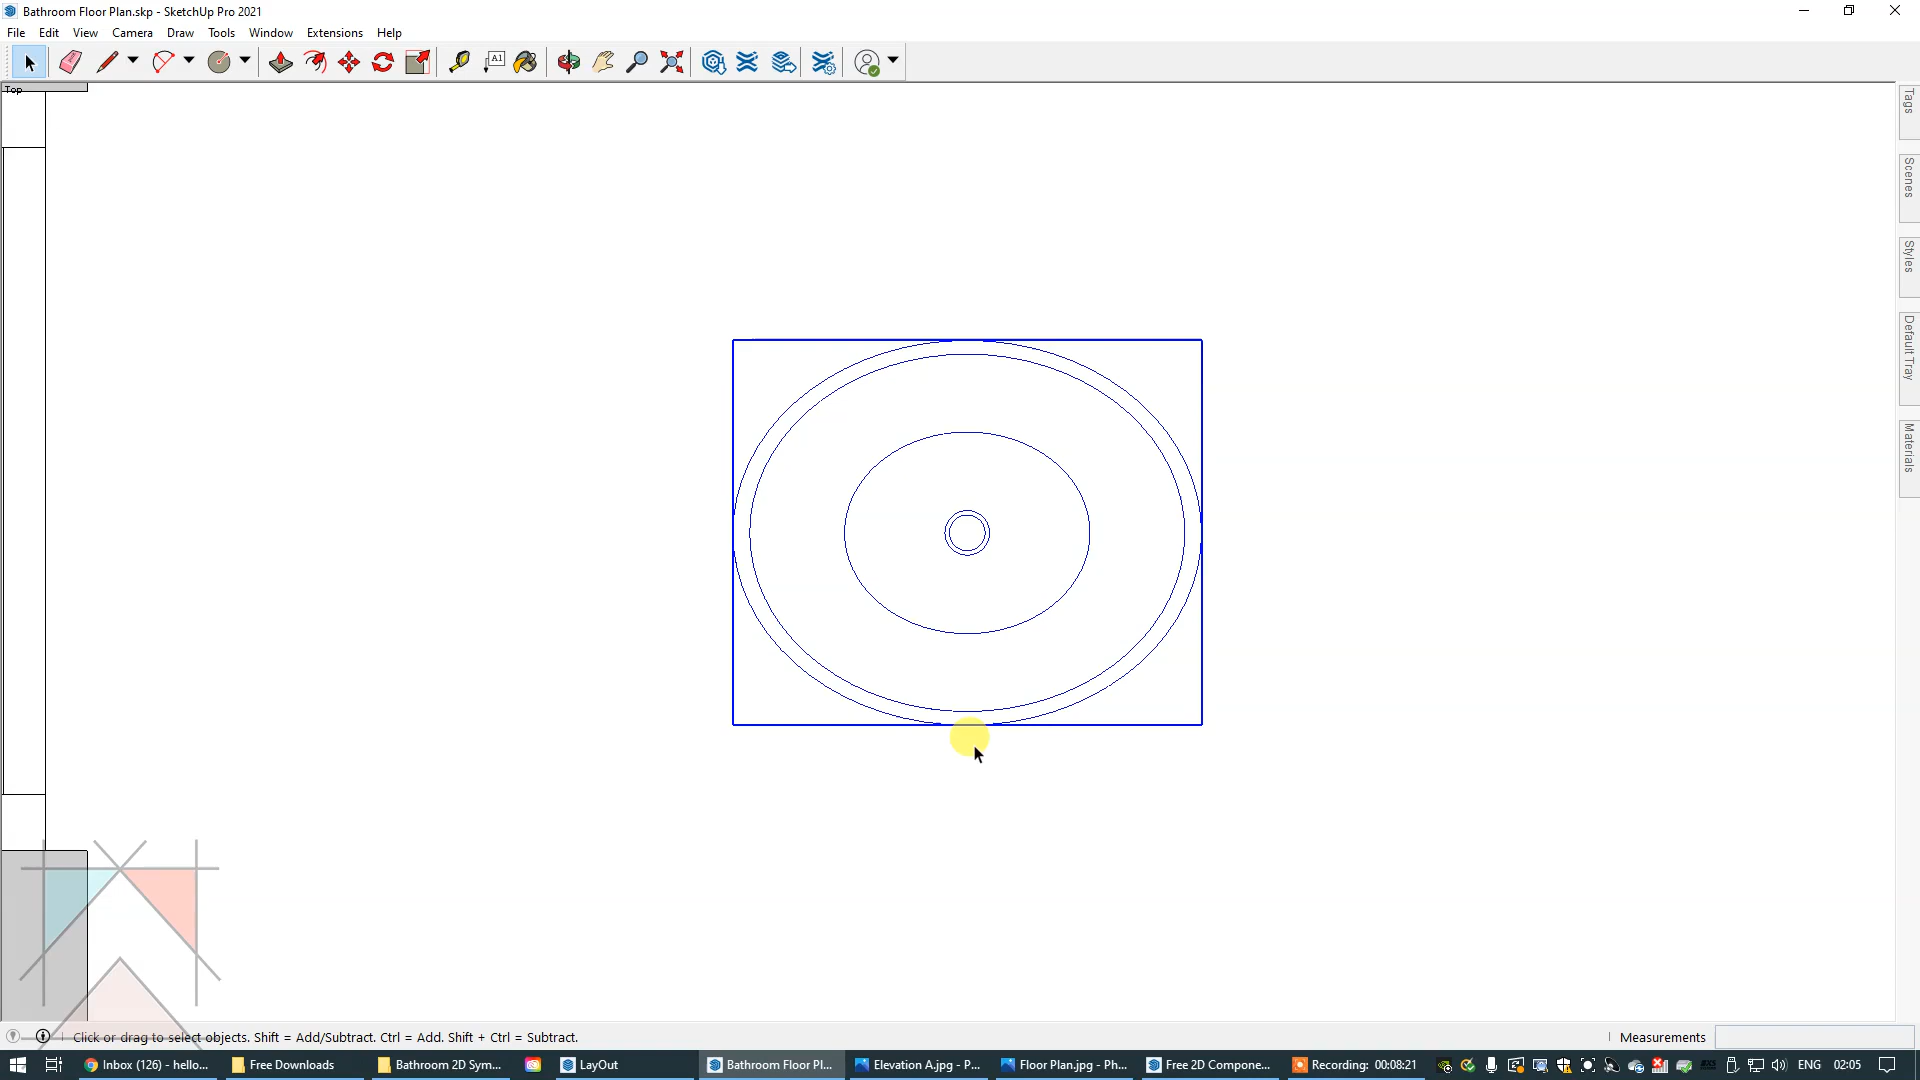 Bathroom Floor Plan.skp - SketchUp Pro 2021
File Edit View Camera Draw Tools Window Extensions Help
A1
Top
Tags
Scenes
Styles
Default Tray
Materials
Click or drag to select objects. Shift = Add/Subtract. Ctrl = Add. Shift + Ctrl = Subtract.
Measurements
Inbox (126) - hello...
Free Downloads
Bathroom 2D Sym...
LayOut
Bathroom Floor Pl...
Elevation A.jpg - P...
Floor Plan.jpg - Ph...
Free 2D Compone...
Recording: 00:08:21
ENG
02:05